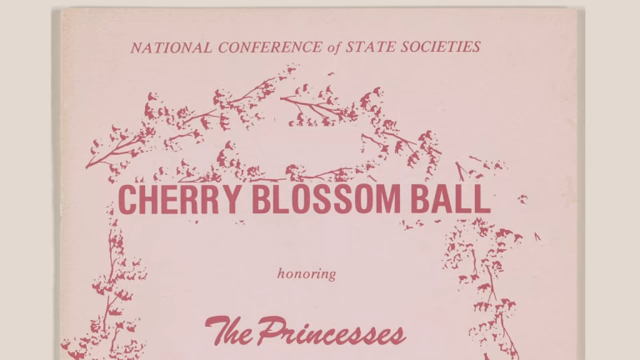 NATIONAL CONFERENCE of STATE SOCIETIES
CHERRY BLOSSOM BALL
honoring
The Princesses